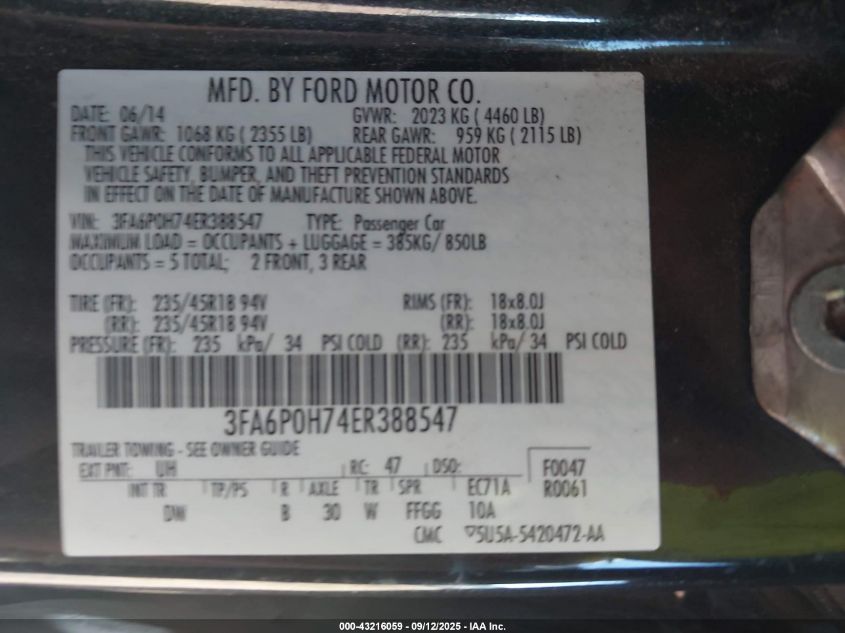 MFD. BY FORD MOTOR CO.
DATE: 06/14 GVWR: 2023 KG ( 4460 LB)
FRONT GAWR: 1068 KG ( 2355 LB) REAR GAWR: 959 KG ( 2115 LB)
THIS VEHICLE CONFORMS TO ALL APPLICABLE FEDERAL MOTOR
VEHICLE SAFETY, BUMPER, AND THEFT PREVENTION STANDARDS
IN EFFECT ON THE DATE OF MANUFACTURE SHOWN ABOVE.
VIN: 3FA6P0H74ER388547 TYPE: Passenger Car
MAXIMUM LOAD = OCCUPANTS + LUGGAGE = 385KG/ 850LB
OCCUPANTS = 5 TOTAL; 2 FRONT, 3 REAR
TIRE (FR): 235/45R18 94V RIMS (FR): 18x8.0J
(RR): 235/45R18 94V (RR): 18x8.0J
PRESSURE (FR): 235 kPa/ 34 PSI COLD (RR): 235 kPa/ 34 PSI COLD
3FA6P0H74ER388547
TRAILER TOWING - SEE OWNER GUIDE
EXT PNT: UH RC: 47 DSO: F0047
INT TR TP/PS R AXLE TR SPR EC71A R0061
DW B 30 W FFGG 10A
CMC 5U5A-5420472-AA
000-43216059 - 09/12/2025 - IAA Inc.